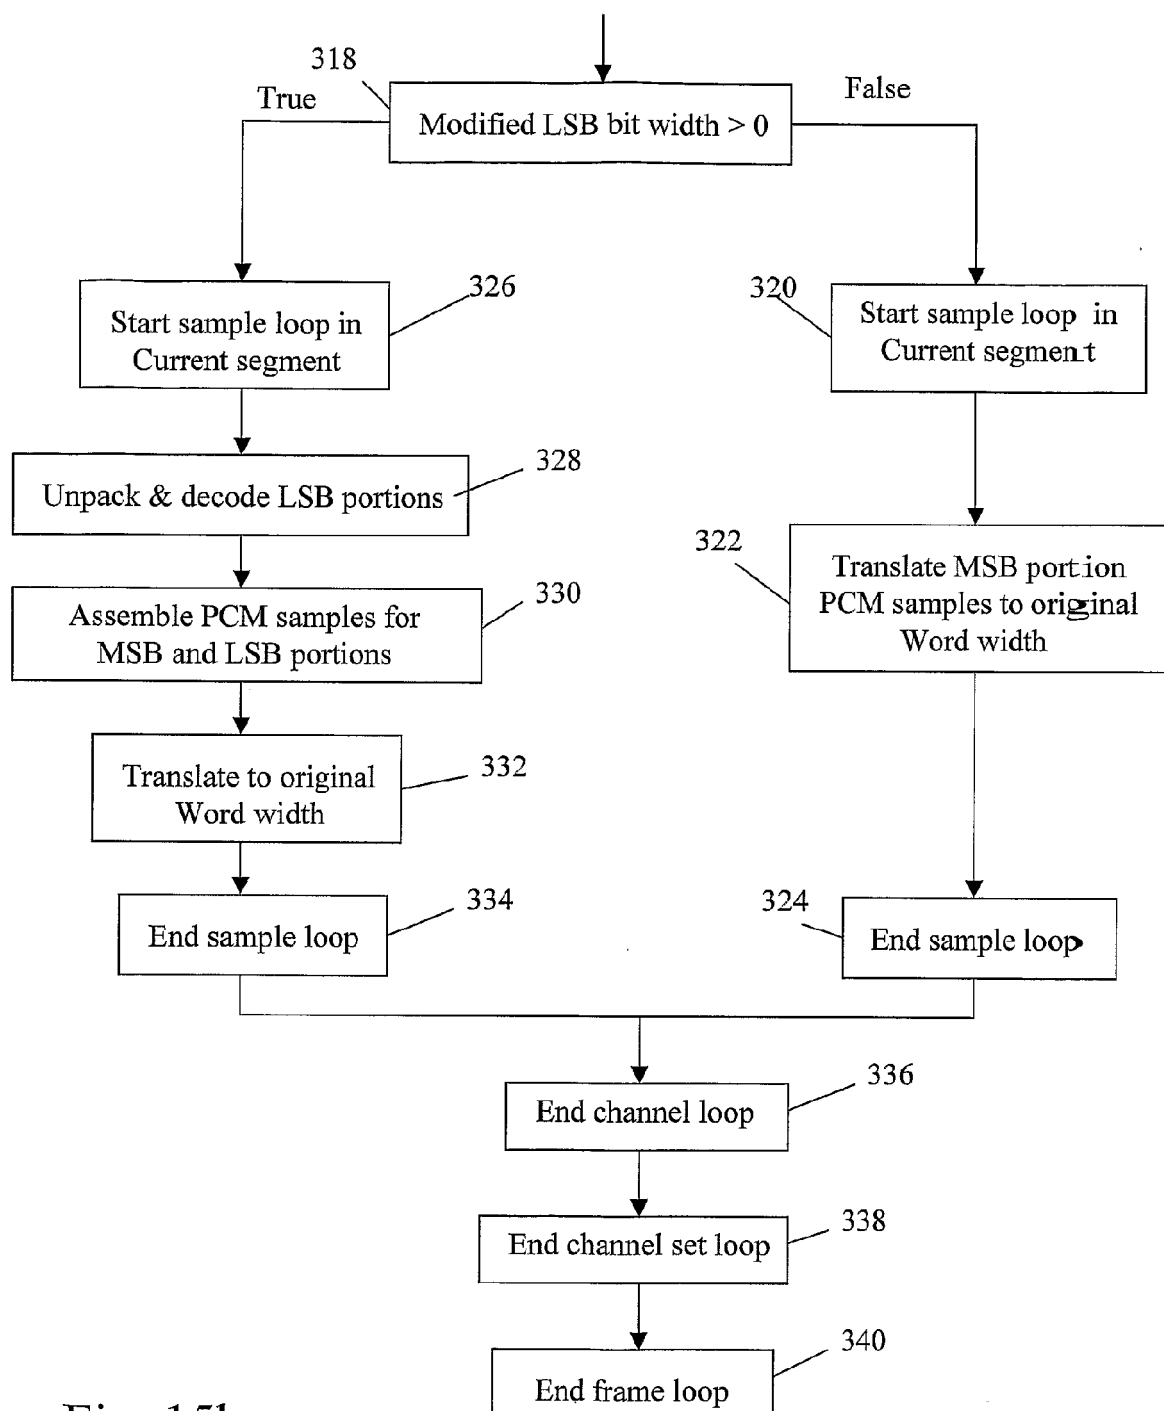 318
True
False
Modified LSB bit width > 0
326
320
Start sample loop in
Current segment
Start sample loop in
Current segment
328
Unpack & decode LSB portions
322
Translate MSB portion
PCM samples to original
Word width
330
Assemble PCM samples for
MSB and LSB portions
332
Translate to original
Word width
334
End sample loop
324
End sample loop
336
End channel loop
338
End channel set loop
340
End frame loop